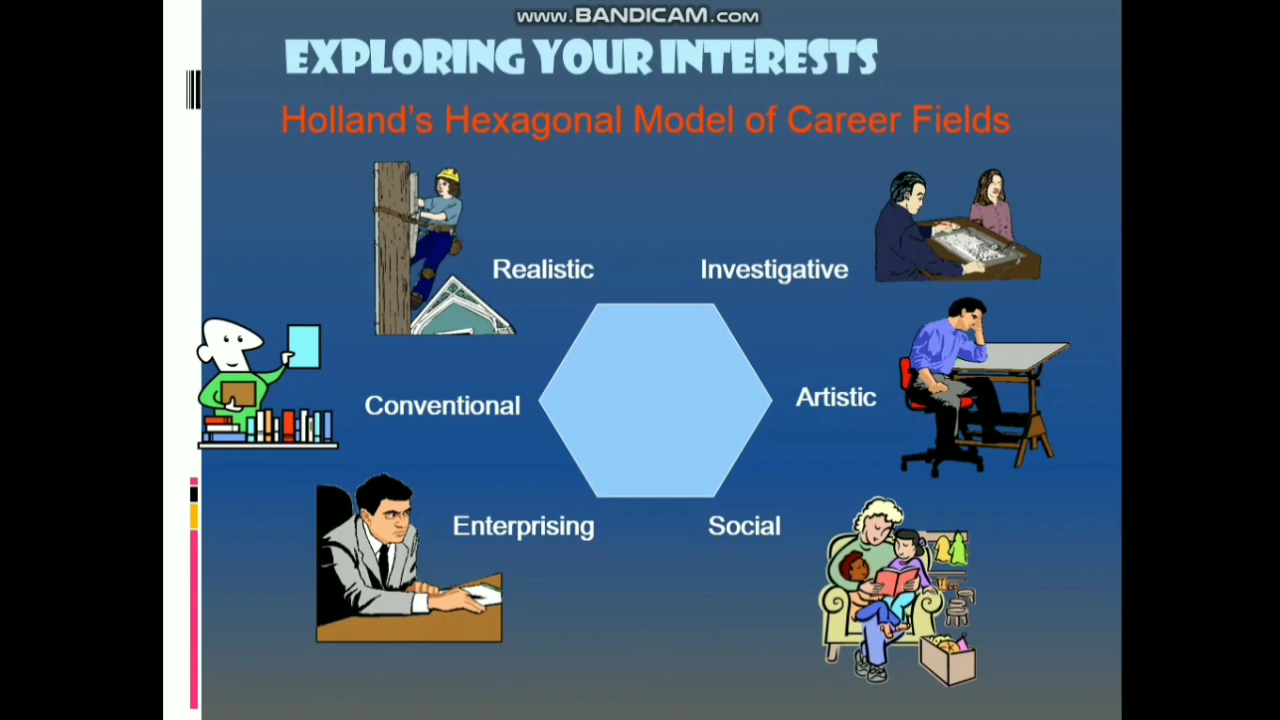 www.BANDICAM.com
EXPLORING YOUR INTERESTS
Holland's Hexagonal Model of Career Fields
Realistic
Investigative
Conventional
Artistic
Enterprising
Social